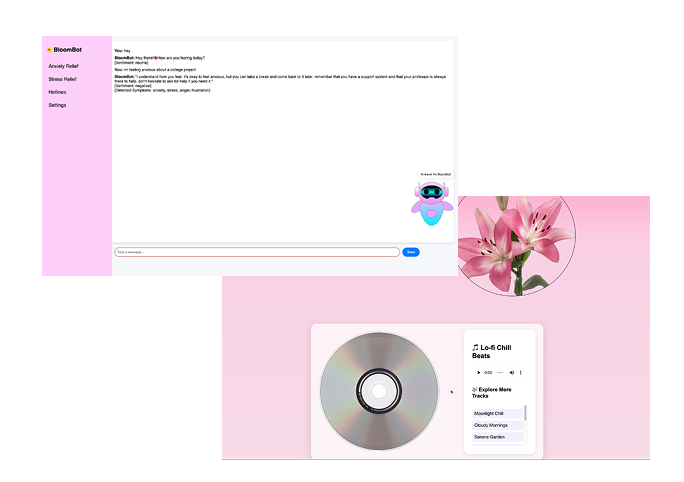 BloomBot
Anxiety Relief
Stress Relief
Hotlines
Settings
You: hey
BloomBot: Hey there! How are you feeling today?
[Sentiment: neutral]
You: im feeling anxious about a college project
BloomBot: "I understand how you feel. It's okay to feel anxious, but you can take a break and come back to it later. remember that you have a support system and that your professor is always
there to help. don't hesitate to ask for help if you need it."
[Sentiment: negative]
[Detected Symptoms: anxiety, stress, anger, frustration]
Hi there! I'm BloomBot!
Type a message...
Send
Lo-fi Chill
Beats
0:00
Explore More
Tracks
Moonlight Chill
Cloudy Mornings
Serene Garden